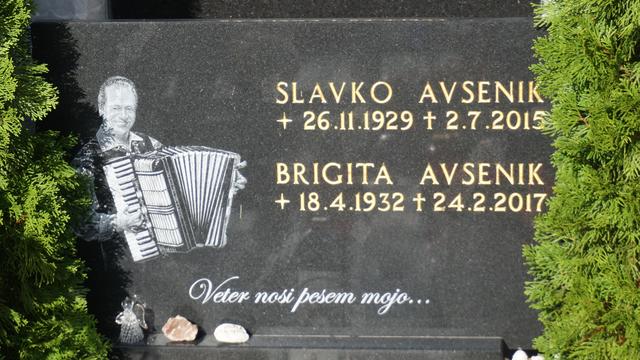 SLAVKO AVSENIK
+ 26.11.1929 † 2.7.2015
BRIGITA AVSENIK
+ 18.4.1932 † 24.2.2017
Veter nosi pesem mojo...